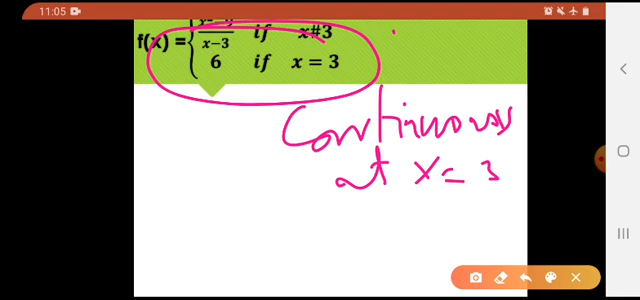 11:05
f(x) = { x-3 if x#3
6 if x = 3
Continuous
at x = 3